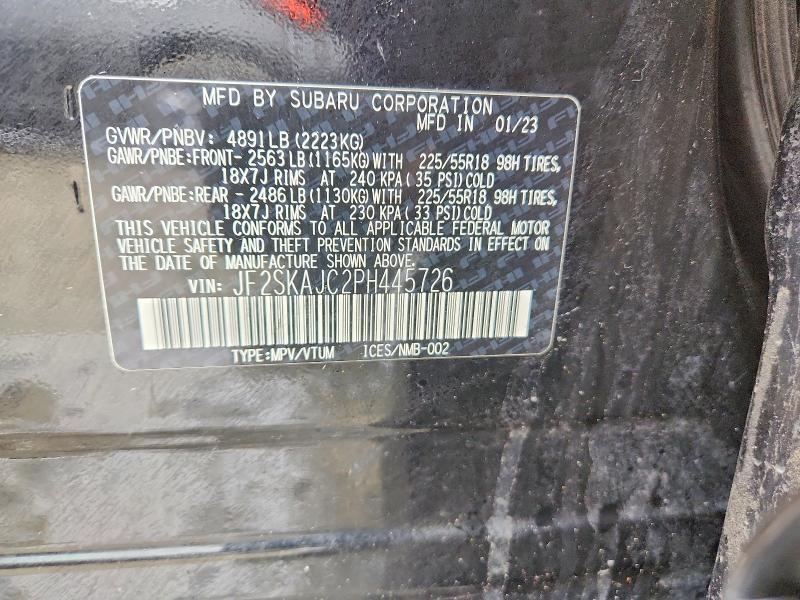 MFD BY SUBARU CORPORATION
MFD IN 01/23
GVWR/PNBV: 4891LB(2223KG)
GAWR/PNBE:FRONT- 2563LB(1165KG)WITH 225/55R18 98H TIRES,
18X7J RIMS AT 240 KPA(35 PSI)COLD
GAWR/PNBE:REAR - 2486LB(1130KG)WITH 225/55R18 98H TIRES,
18X7J RIMS AT 230 KPA(33 PSI)COLD
THIS VEHICLE CONFORMS TO ALL APPLICABLE FEDERAL MOTOR
VEHICLE SAFETY AND THEFT PREVENTION STANDARDS IN EFFECT ON
THE DATE OF MANUFACTURE SHOWN ABOVE.
VIN: JF2SKAJC2PH445726
TYPE:MPV/VTUM ICES/NMB-002